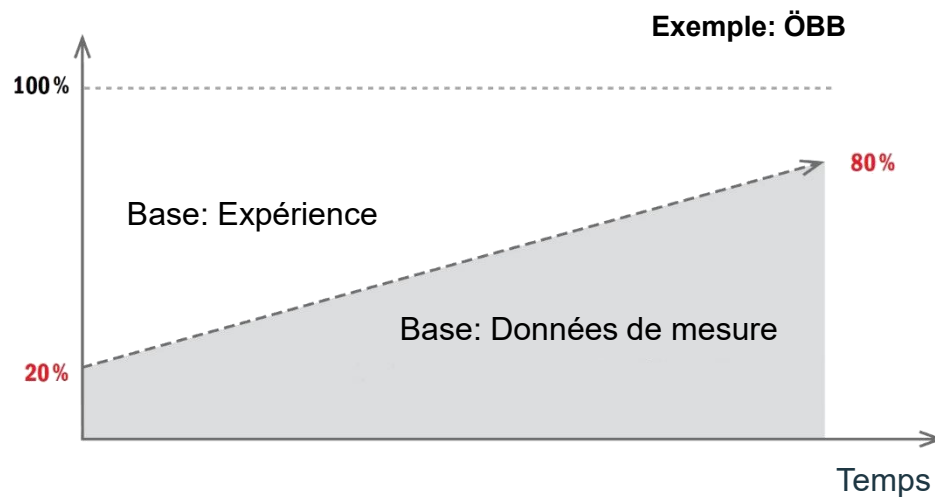 Exemple: ÖBB
100%
80%
Base: Expérience
Base: Données de mesure
20%
Temps